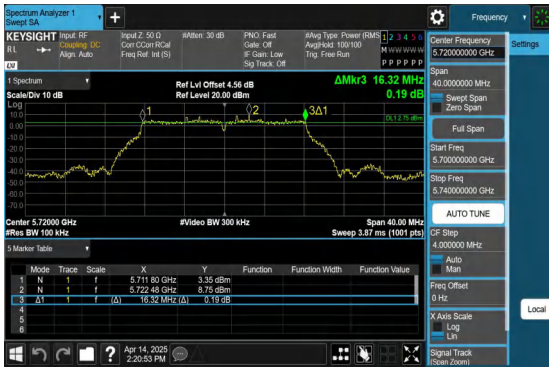 Spectrum Analyzer 1
Swept SA
+
Frequency
KEYSIGHT Input: RF
RL
Coupling: DC
Align: Auto
Input Z: 50 Ω
Corr CCorr RCal
Freq Ref: Int (S)
#Atten: 30 dB
PNO: Fast
Gate: Off
IF Gain: Low
Sig Track: Off
#Avg Type: Power (RMS
Avg|Hold: 100/100
Trig: Free Run
1 2 3 4 5 6
M W W W W W
P P P P P P
LXI
1 Spectrum
Scale/Div 10 dB
Ref Lvl Offset 4.56 dB
Ref Level 20.00 dBm
ΔMkr3 16.32 MHz
0.19 dB
Log
10.0
0.00
-10.0
-20.0
-30.0
-40.0
-50.0
-60.0
-70.0
1
2
3Δ1
DL1 2.75 dBm
Center 5.72000 GHz
#Res BW 100 kHz
#Video BW 300 kHz
Span 40.00 MHz
Sweep 3.87 ms (1001 pts)
5 Marker Table
Mode Trace Scale X Y Function Function Width Function Value
1 N 1 f 5.711 80 GHz 3.35 dBm
2 N 1 f 5.722 48 GHz 8.75 dBm
3 Δ1 1 f (Δ) 16.32 MHz (Δ) 0.19 dB
4
5
6
Apr 14, 2025
2:20:53 PM
Center Frequency
5.720000000 GHz
Settings
Span
40.0000000 MHz
Swept Span
Zero Span
Full Span
Start Freq
5.700000000 GHz
Stop Freq
5.740000000 GHz
AUTO TUNE
CF Step
4.000000 MHz
Auto
Man
Freq Offset
0 Hz
X Axis Scale
Log
Lin
Local
Signal Track
(Span Zoom)